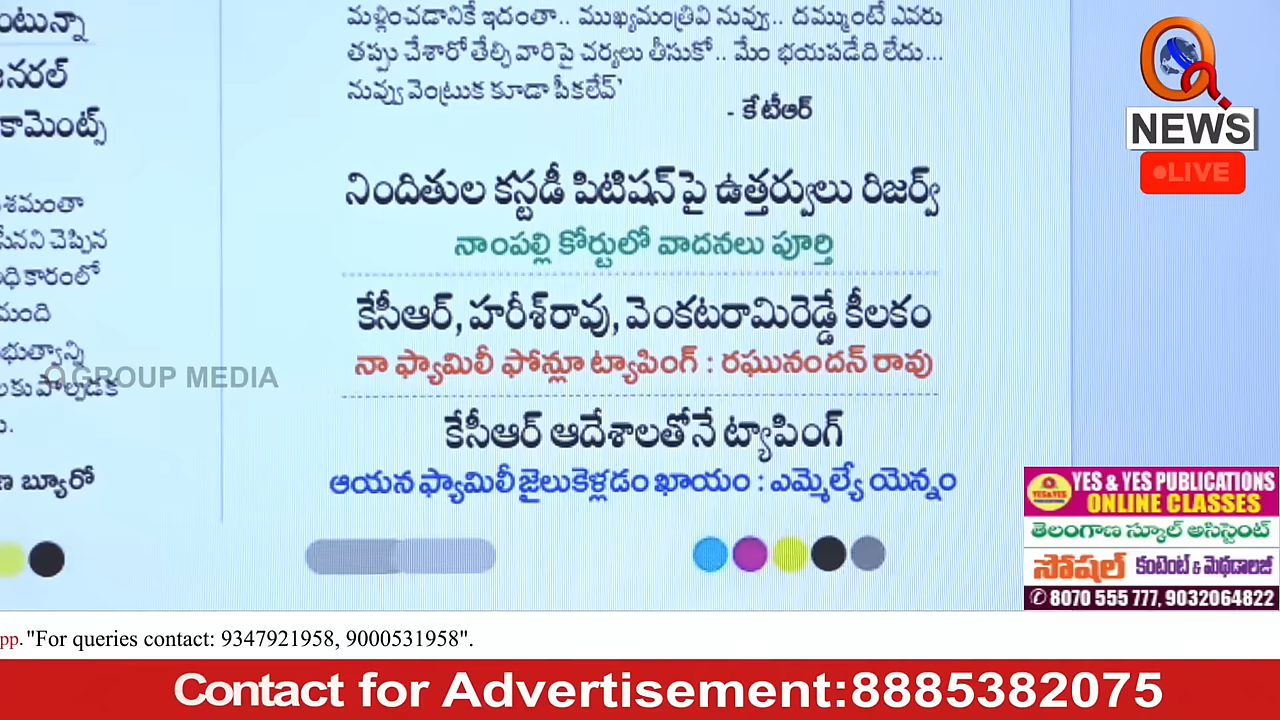 మళ్లించడానికే ఇదంతా.. ముఖ్యమంత్రివి నువ్వు.. దమ్ముంటే ఎవరు
తప్పు చేశారో తేల్చి వారిపై చర్యలు తీసుకో.. మేం భయపడేది లేదు...
నువ్వు వెంట్రుక కూడా పీకలేవ్'
- కేటీఆర్
నిందితుల కస్టడీ పిటిషన్‌పై ఉత్తర్వులు రిజర్వ్
నాంపల్లి కోర్టులో వాదనలు పూర్తి
కేసీఆర్, హరీశ్‌రావు, వెంకటరామిరెడ్డే కీలకం
నా ఫ్యామిలీ ఫోన్లూ ట్యాపింగ్ : రఘునందన్ రావు
కేసీఆర్ ఆదేశాలతోనే ట్యాపింగ్
ఆయన ఫ్యామిలీ జైలుకెళ్లడం ఖాయం : ఎమ్మెల్యే యెన్నం
కామెంట్స్
చెప్పిన
బ్యూరో
Q GROUP MEDIA
Q
NEWS
LIVE
YES & YES PUBLICATIONS
ONLINE CLASSES
తెలంగాణ స్కూల్ అసిస్టెంట్
సోషల్ కంటెంట్ & మెథడాలజీ
8070 555 777, 9032064822
pp. "For queries contact: 9347921958, 9000531958".
Contact for Advertisement:8885382075